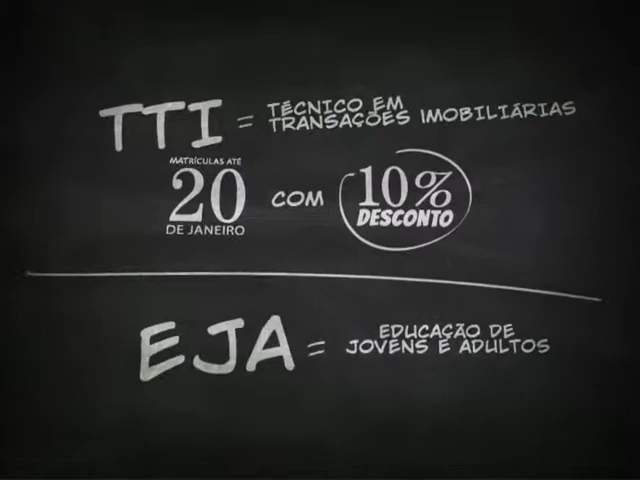 TTI = TÉCNICO EM
TRANSAÇÕES IMOBILIÁRIAS
MATRÍCULAS ATÉ
20
DE JANEIRO
COM
10%
DESCONTO
EJA = EDUCAÇÃO DE
JOVENS E ADULTOS